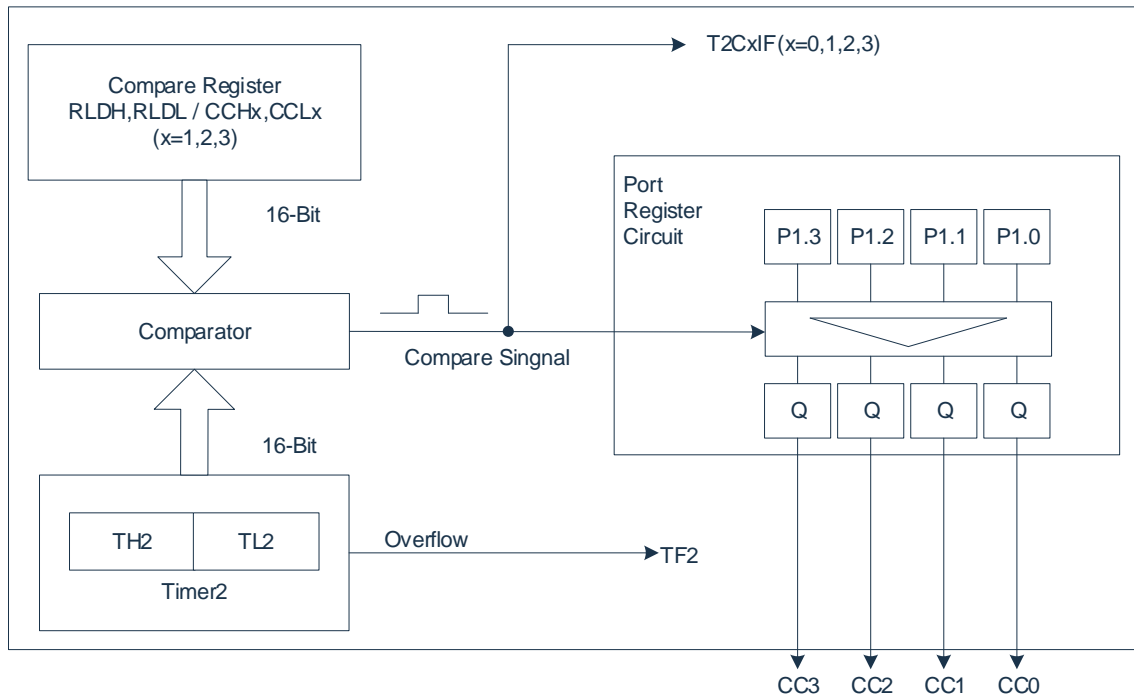 T2CxIF(x=0,1,2,3)
Compare Register
RLDH,RLDL / CCHx,CCLx
(x=1,2,3)
16-Bit
Port
Register
Circuit
P1.3 P1.2 P1.1 P1.0
Comparator
Compare Singnal
Q Q Q Q
16-Bit
TH2 TL2
Timer2
Overflow
TF2
CC3 CC2 CC1 CC0